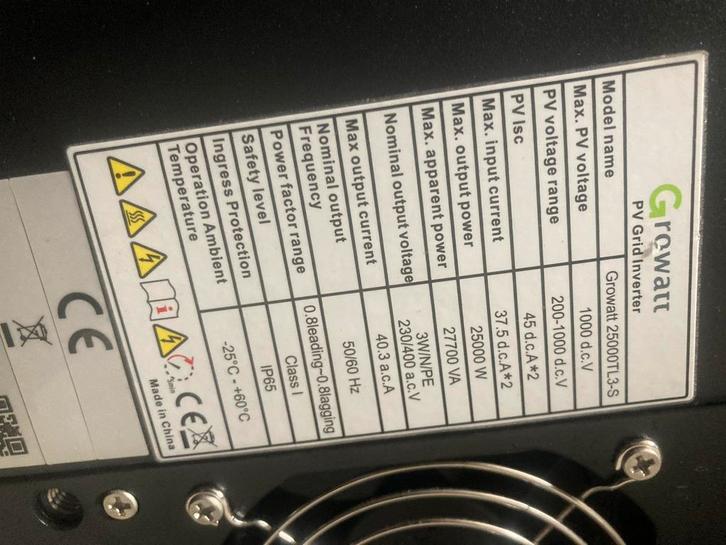 Growatt
PV Grid Inverter
Model name Growatt 25000TL3-S
Max. PV voltage 1000 d.c.V
PV voltage range 200-1000 d.c.V
PV Isc 45 d.c.A*2
Max. input current 37.5 d.c.A*2
Max. output power 25000 W
Max. apparent power 27700 VA
Nominal output voltage 3W/N/PE
230/400 a.c.V
Max output current 40.3 a.c.A
Nominal output
Frequency 50/60 Hz
Power factor range 0.8leading~0.8lagging
Safety level Class I
Ingress Protection IP65
Operation Ambient
Temperature -25°C - +60°C
5min
CE
Made in China
CE